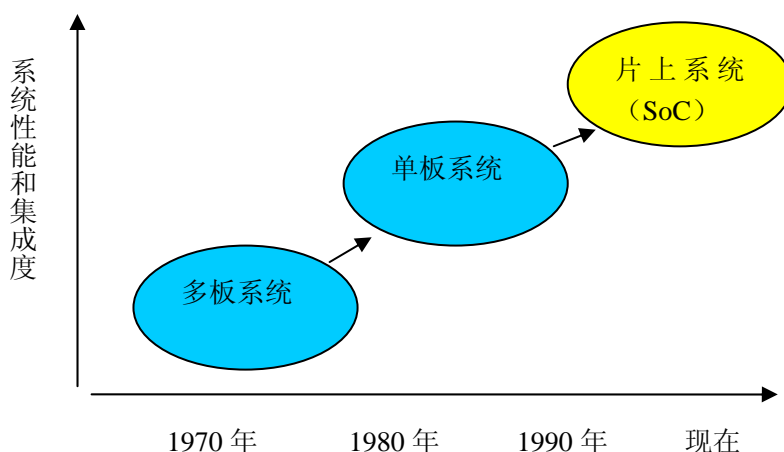 系统性能和集成度
片上系统
（SoC）
单板系统
多板系统
1970 年
1980 年
1990 年
现在